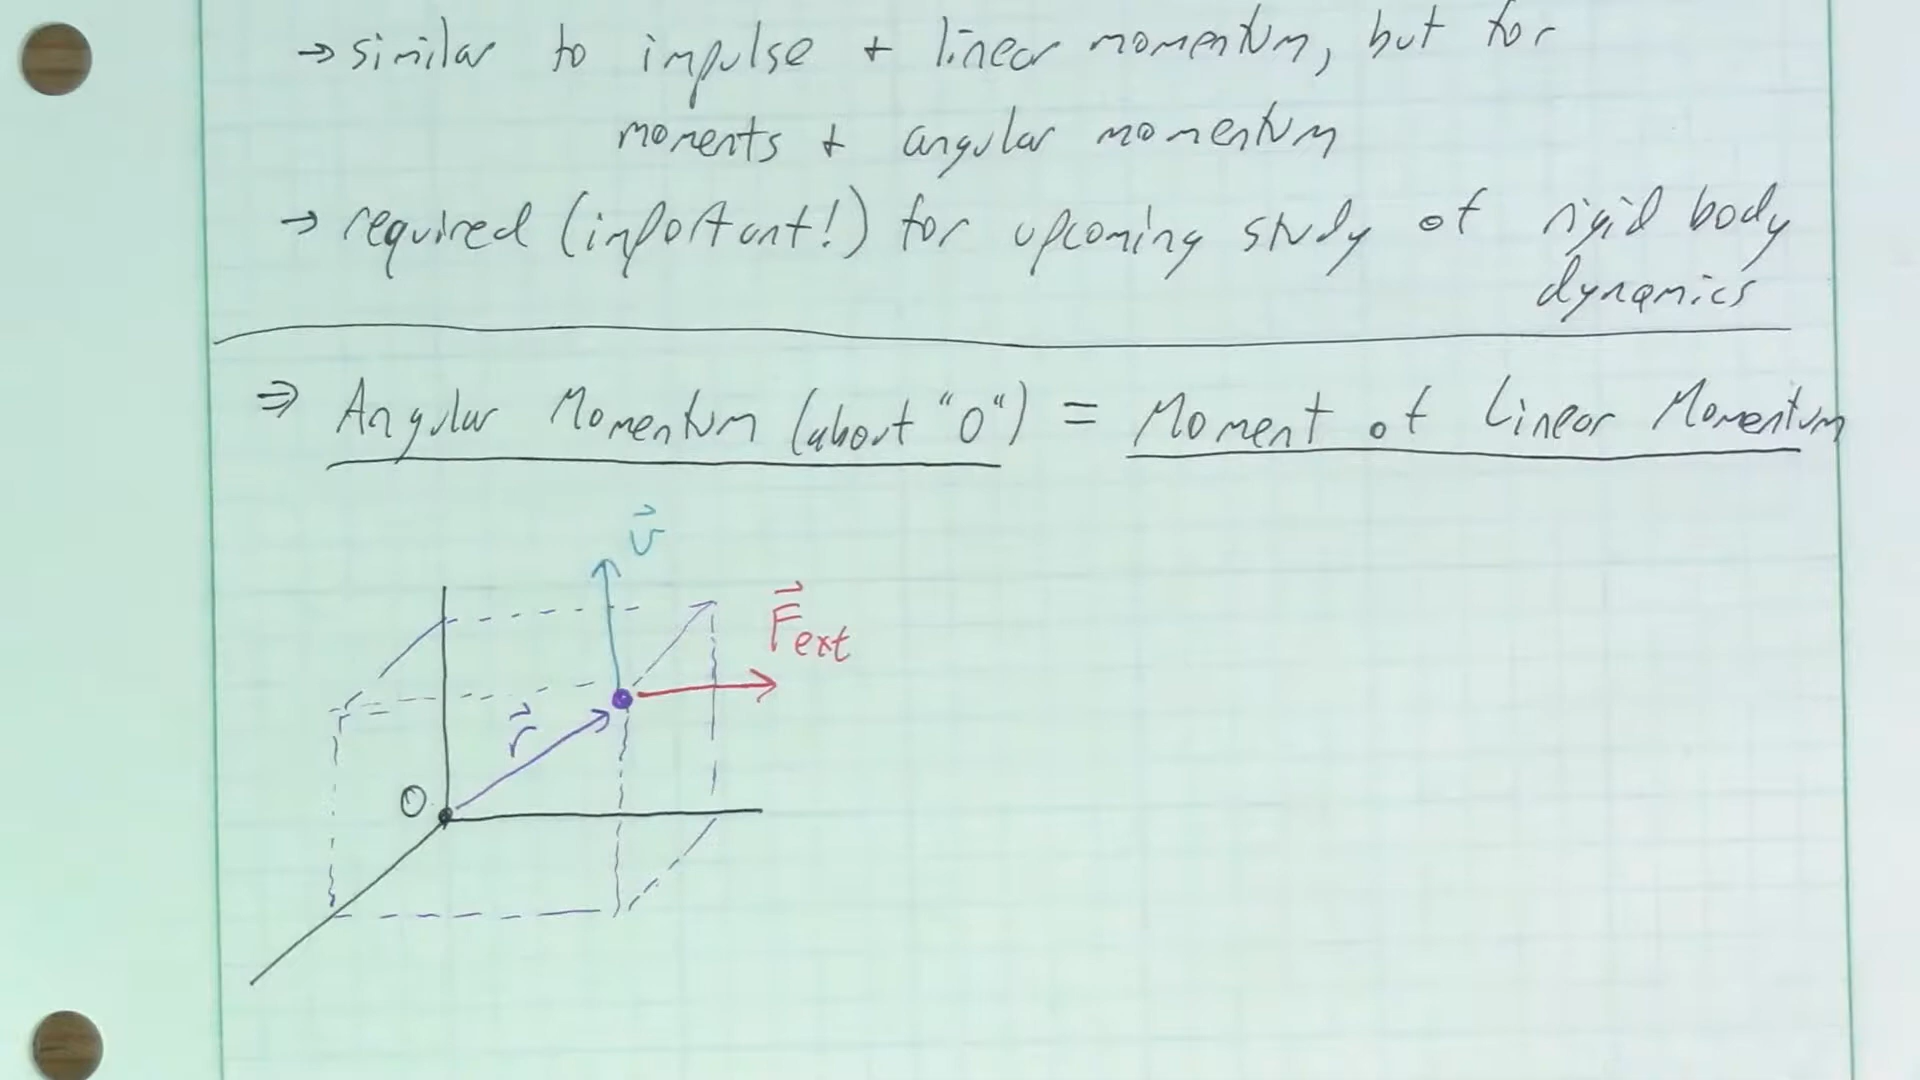 → similar to impulse + linear momentum, but for
moments + angular momentum
→ required (important!) for upcoming study of rigid body
dynamics
⇒ Angular Momentum (about "O") = Moment of Linear Momentum
v⃗
F⃗ext
r⃗
O